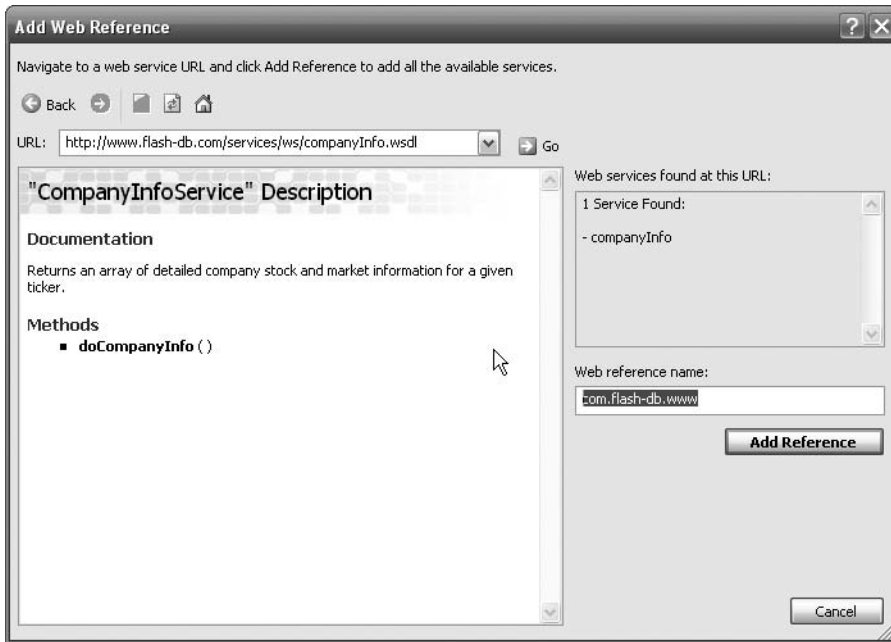 Add Web Reference
Navigate to a web service URL and click Add Reference to add all the available services.
Back
URL: http://www.flash-db.com/services/ws/companyInfo.wsdl Go
"CompanyInfoService" Description
Documentation
Returns an array of detailed company stock and market information for a given
ticker.
Methods
▪ doCompanyInfo ( )
Web services found at this URL:
1 Service Found:
- companyInfo
Web reference name:
com.flash-db.www
Add Reference
Cancel